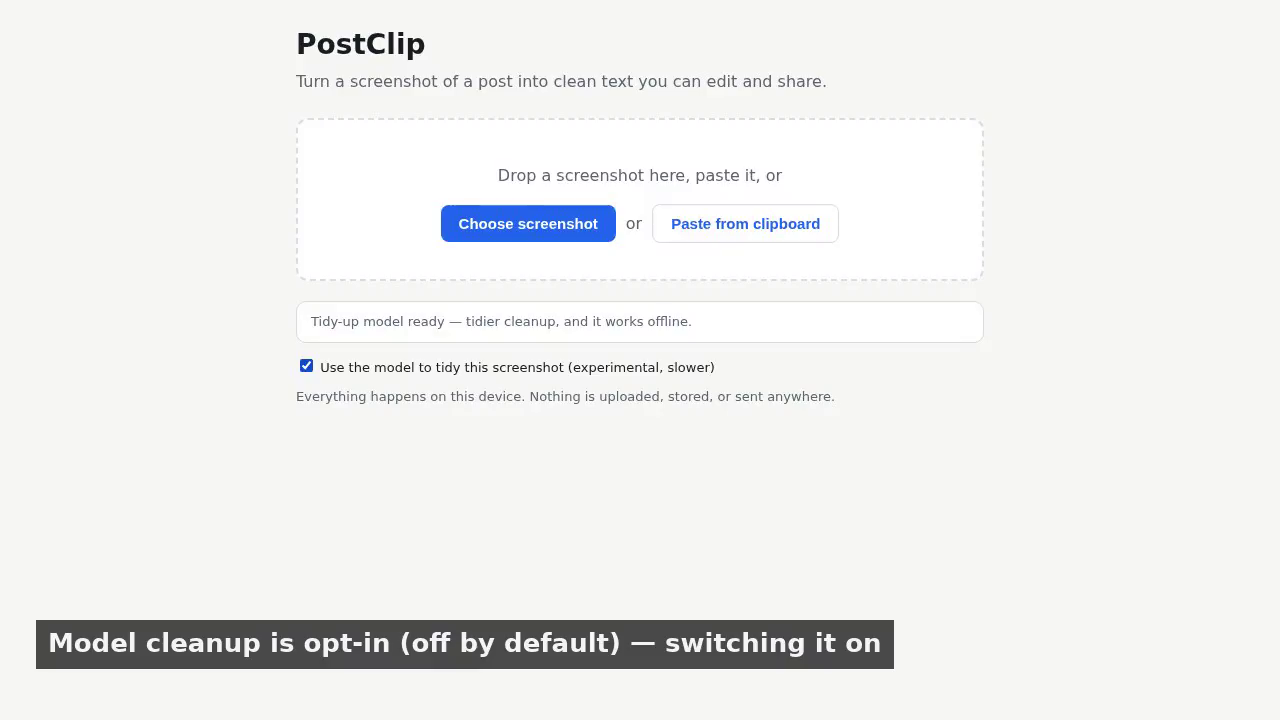 PostClip
Turn a screenshot of a post into clean text you can edit and share.
Drop a screenshot here, paste it, or
Choose screenshot or Paste from clipboard
Tidy-up model ready — tidier cleanup, and it works offline.
Use the model to tidy this screenshot (experimental, slower)
Everything happens on this device. Nothing is uploaded, stored, or sent anywhere.
Model cleanup is opt-in (off by default) — switching it on